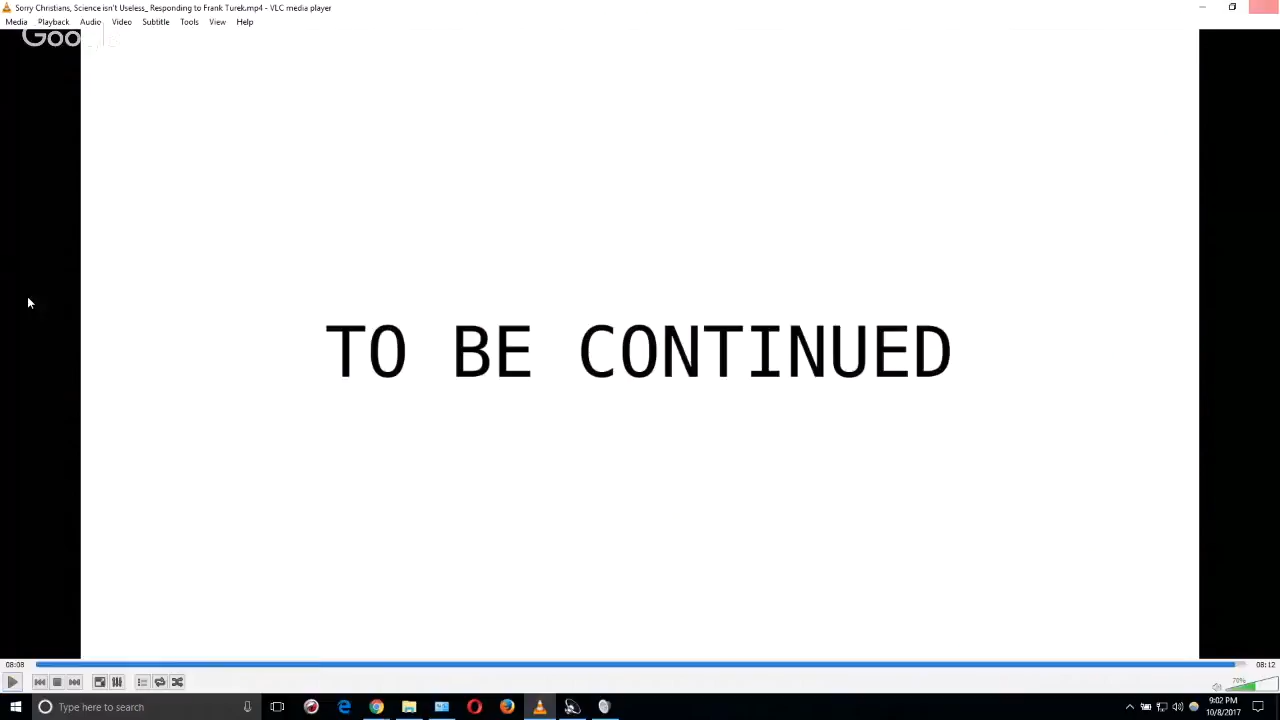 Sorry Christians, Science isn't Useless_ Responding to Frank Turek.mp4 - VLC media player
Media Playback Audio Video Subtitle Tools View Help
TO BE CONTINUED
08:08
08:12
70%
Type here to search
9:02 PM
10/8/2017